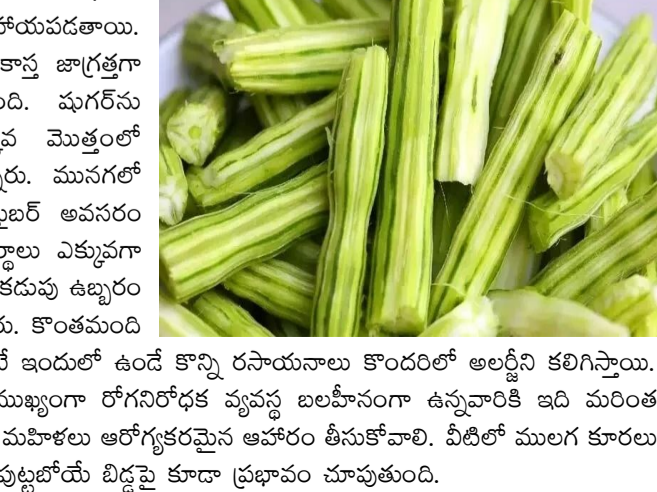 హాయపడతాయి.
కాస్త జాగ్రత్తగా
ంది. షుగర్‌ను
మొత్తంలో
మునగలో
అవసరం
ఎక్కువగా
కడుపు ఉబ్బరం
రు. కొంతమంది
ఇందులో ఉండే కొన్ని రసాయనాలు కొందరిలో అలర్జీని కలిగిస్తాయి.
ముఖ్యంగా రోగనిరోధక వ్యవస్థ బలహీనంగా ఉన్నవారికి ఇది మరింత
మహిళలు ఆరోగ్యకరమైన ఆహారం తీసుకోవాలి. వీటిలో ములగ కూరలు
పుట్టబోయే బిడ్డపై కూడా ప్రభావం చూపుతుంది.